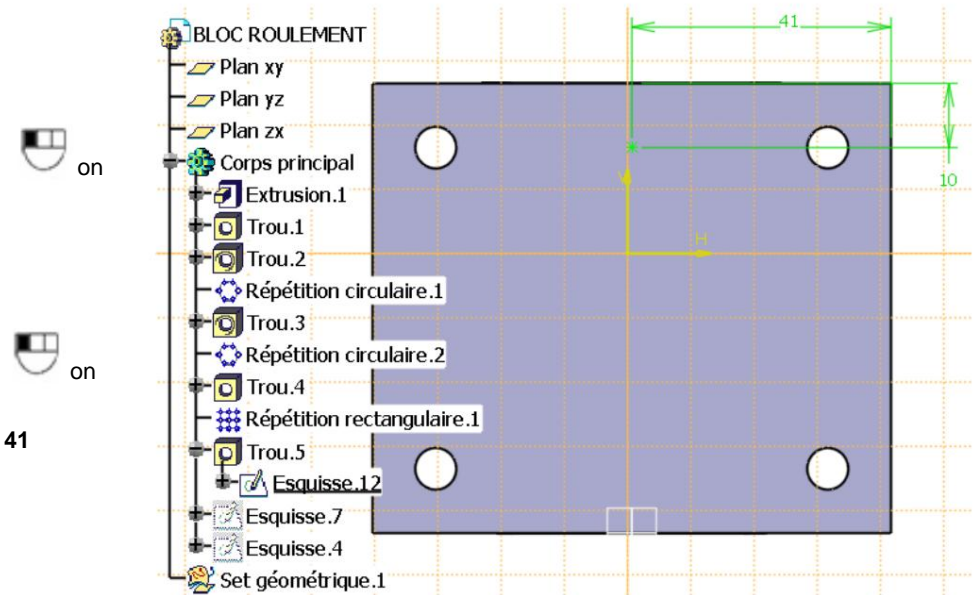 BLOC ROULEMENT
Plan xy
Plan yz
Plan zx
on
Corps principal
Extrusion.1
Trou.1
Trou.2
Répétition circulaire.1
Trou.3
Répétition circulaire.2
on
Trou.4
Répétition rectangulaire.1
41
Trou.5
Esquisse.12
Esquisse.7
Esquisse.4
Set géométrique.1
41
10
V
H